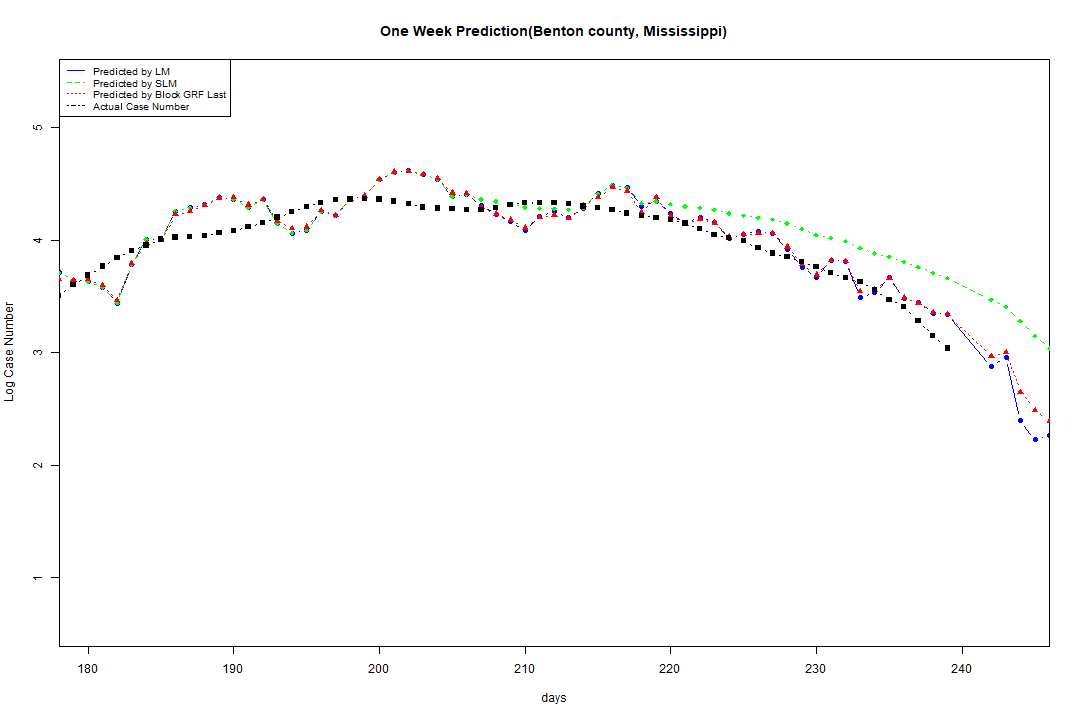 One Week Prediction(Benton county, Mississippi)
Predicted by LM
Predicted by SLM
Predicted by Block GRF Last
Actual Case Number
5
4
3
2
1
Log Case Number
180 190 200 210 220 230 240
days